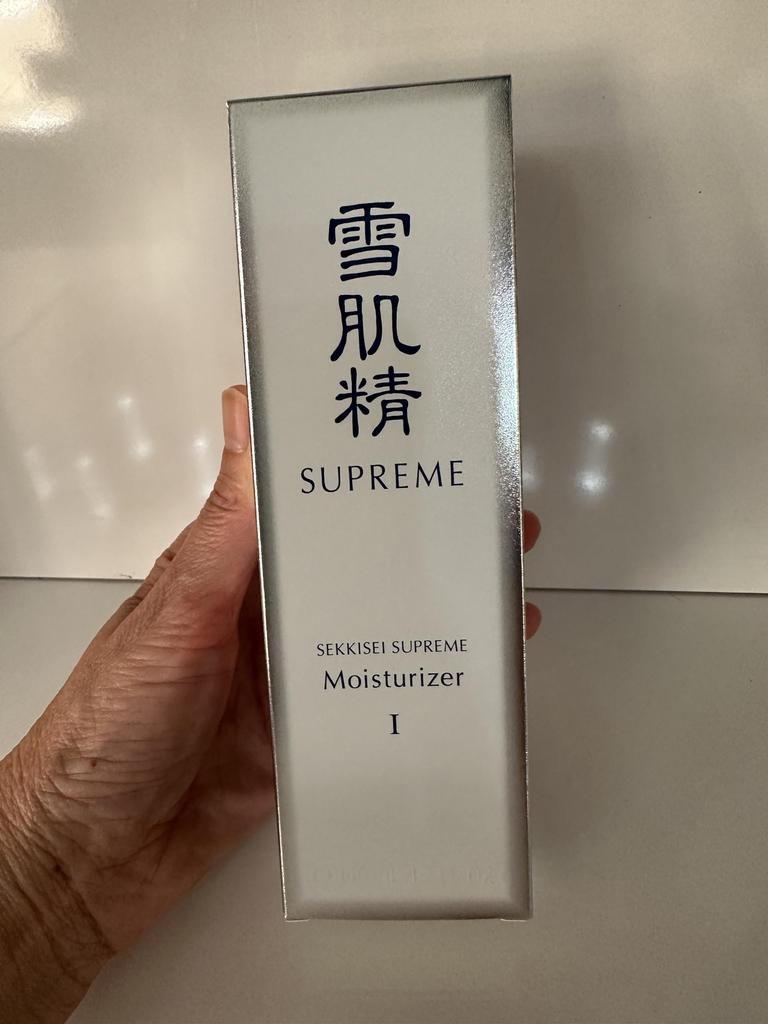 雪肌精
SUPREME
SEKKISEI SUPREME
Moisturizer
I